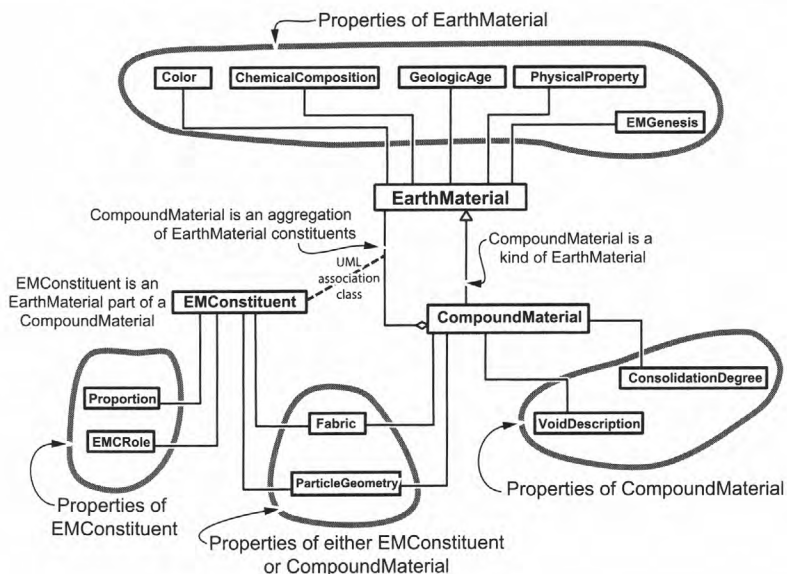 Properties of EarthMaterial
Color
ChemicalComposition
GeologicAge
PhysicalProperty
EMGenesis
EarthMaterial
CompoundMaterial is an aggregation
of EarthMaterial constituents
CompoundMaterial is a
kind of EarthMaterial
UML
association
class
EMConstituent is an
EarthMaterial part of a
CompoundMaterial
EMConstituent
CompoundMaterial
ConsolidationDegree
Proportion
Fabric
VoidDescription
EMCRole
ParticleGeometry
Properties of CompoundMaterial
Properties of
EMConstituent
Properties of either EMConstituent
or CompoundMaterial